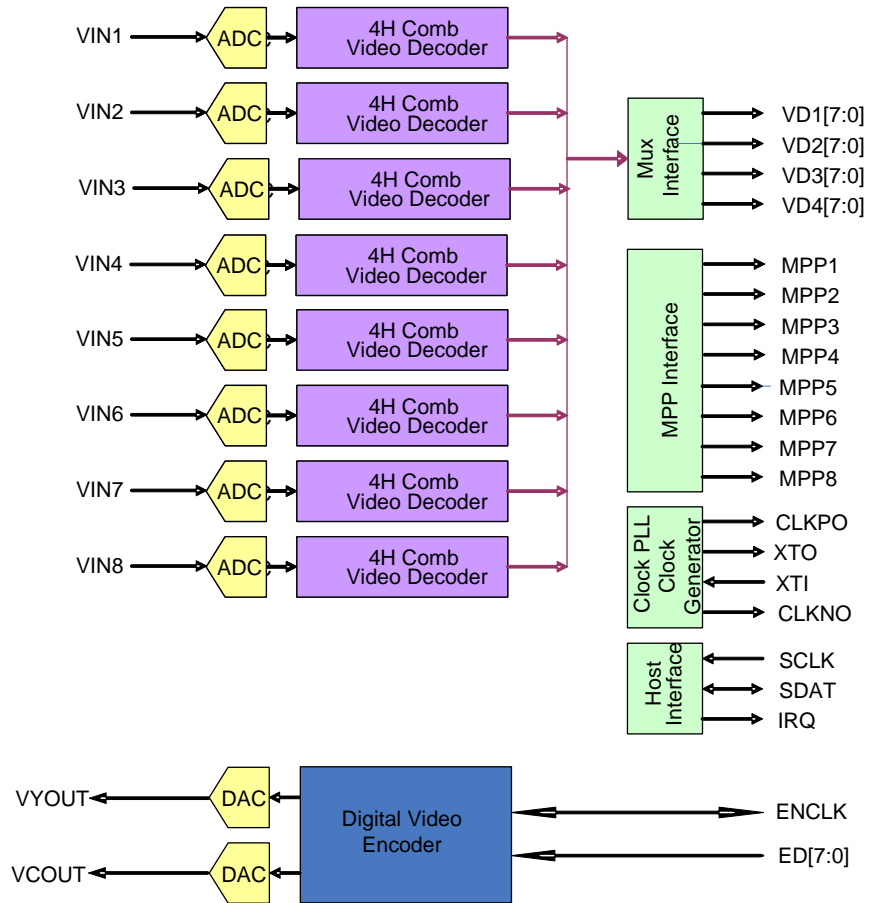 VIN1
ADC
4H Comb
Video Decoder
VIN2
ADC
4H Comb
Video Decoder
VIN3
ADC
4H Comb
Video Decoder
VIN4
ADC
4H Comb
Video Decoder
VIN5
ADC
4H Comb
Video Decoder
VIN6
ADC
4H Comb
Video Decoder
VIN7
ADC
4H Comb
Video Decoder
VIN8
ADC
4H Comb
Video Decoder
Mux
Interface
VD1[7:0]
VD2[7:0]
VD3[7:0]
VD4[7:0]
MPP Interface
MPP1
MPP2
MPP3
MPP4
MPP5
MPP6
MPP7
MPP8
Clock PLL
Clock
Generator
CLKPO
XTO
XTI
CLKNO
Host
Interface
SCLK
SDAT
IRQ
VYOUT
DAC
VCOUT
DAC
Digital Video
Encoder
ENCLK
ED[7:0]